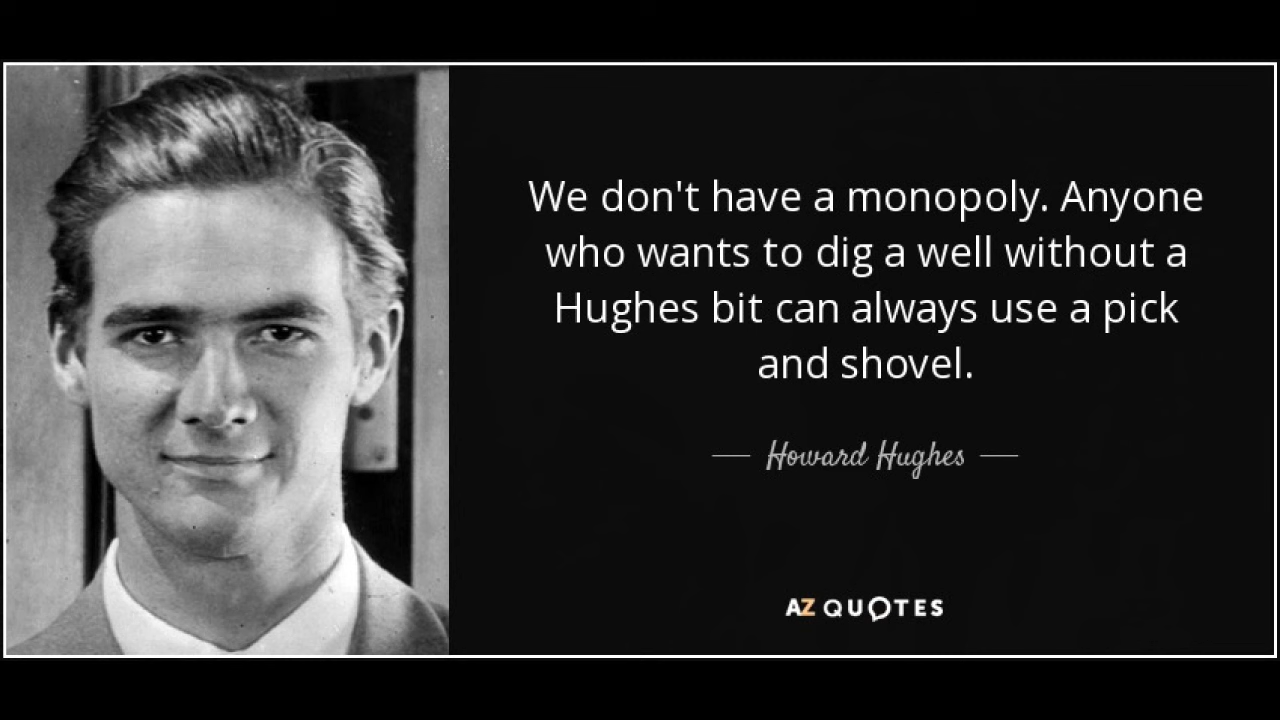 We don't have a monopoly. Anyone
who wants to dig a well without a
Hughes bit can always use a pick
and shovel.
Howard Hughes
AZ QUOTES